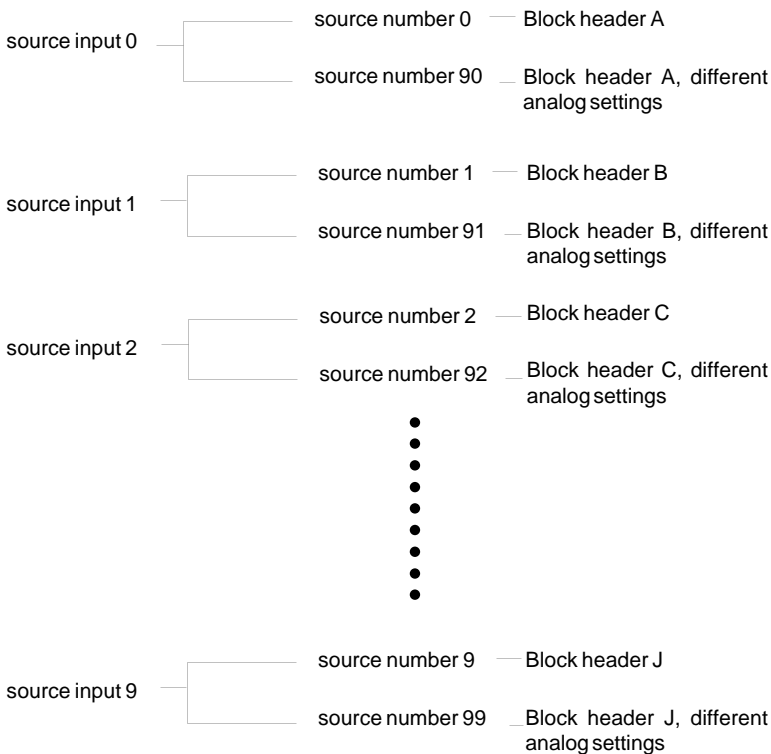 source number 0 Block header A
source input 0
source number 90 Block header A, different
analog settings
source number 1 Block header B
source input 1
source number 91 Block header B, different
analog settings
source number 2 Block header C
source input 2
source number 92 Block header C, different
analog settings
source number 9 Block header J
source input 9
source number 99 Block header J, different
analog settings